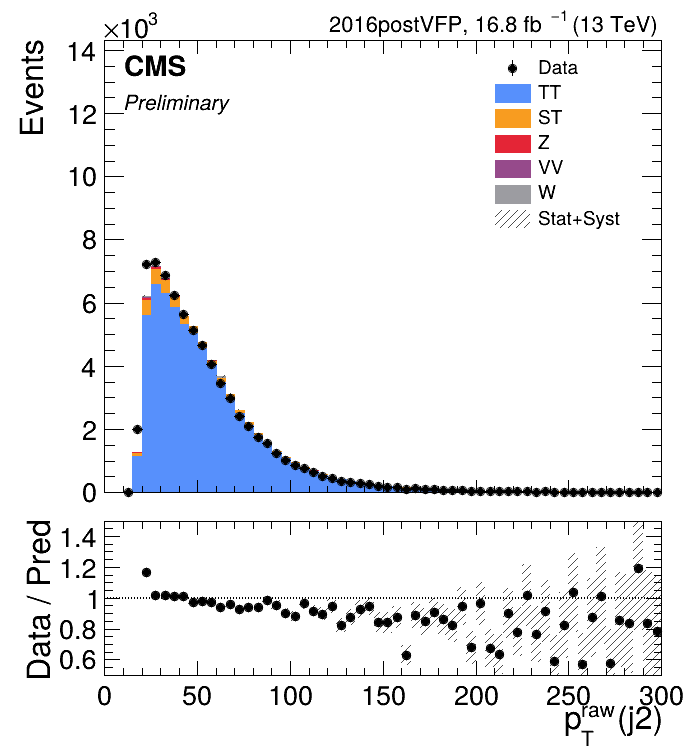 ×10³
2016postVFP, 16.8 fb ⁻¹ (13 TeV)
CMS
Preliminary
Events
14
12
10
8
6
4
2
0
Data
TT
ST
Z
VV
W
Stat+Syst
Data / Pred
1.4
1.2
1
0.8
0.6
0 50 100 150 200 250 300
p_T^raw(j2)